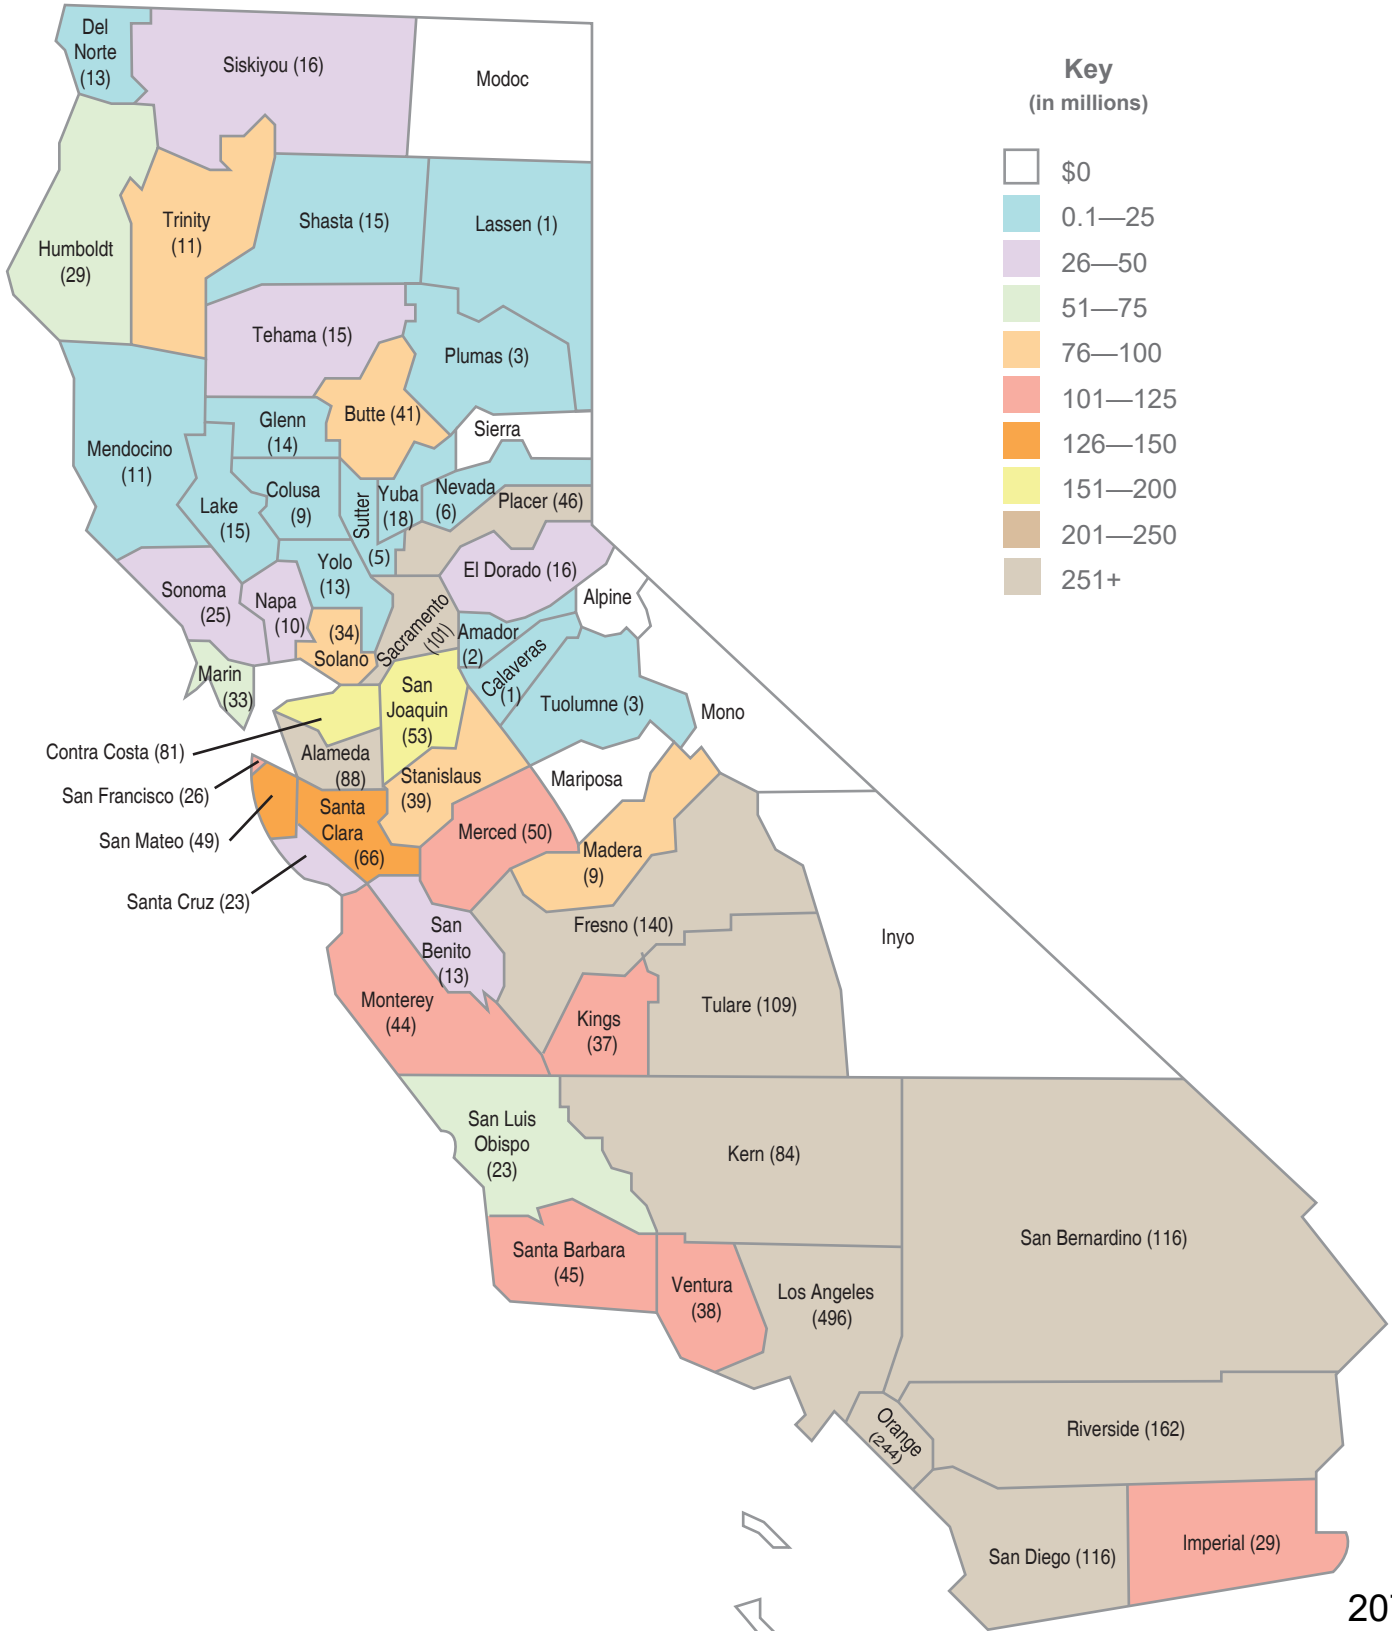 Del
Norte
(13)
Siskiyou (16)
Modoc
Key
(in millions)
$0
0.1—25
26—50
51—75
76—100
101—125
126—150
151—200
201—250
251+
Humboldt
(29)
Trinity
(11)
Shasta (15)
Lassen (1)
Tehama (15)
Plumas (3)
Butte (41)
Glenn
(14)
Sierra
Mendocino
(11)
Lake
(15)
Colusa
(9)
Sutter
(5)
Yuba
(18)
Nevada
(6)
Placer (46)
Yolo
(13)
El Dorado (16)
Sonoma
(25)
Napa
(10)
(34)
Solano
Sacramento
(101)
Amador
(2)
Alpine
Calaveras
(1)
Marin
(33)
San
Joaquin
(53)
Tuolumne (3)
Mono
Contra Costa (81)
Alameda
(88)
Stanislaus
(39)
Mariposa
San Francisco (26)
Santa
Clara
(66)
San Mateo (49)
Merced (50)
Madera
(9)
Santa Cruz (23)
San
Benito
(13)
Fresno (140)
Inyo
Monterey
(44)
Kings
(37)
Tulare (109)
San Luis
Obispo
(23)
Kern (84)
San Bernardino (116)
Santa Barbara
(45)
Ventura
(38)
Los Angeles
(496)
Orange
(244)
Riverside (162)
San Diego (116)
Imperial (29)